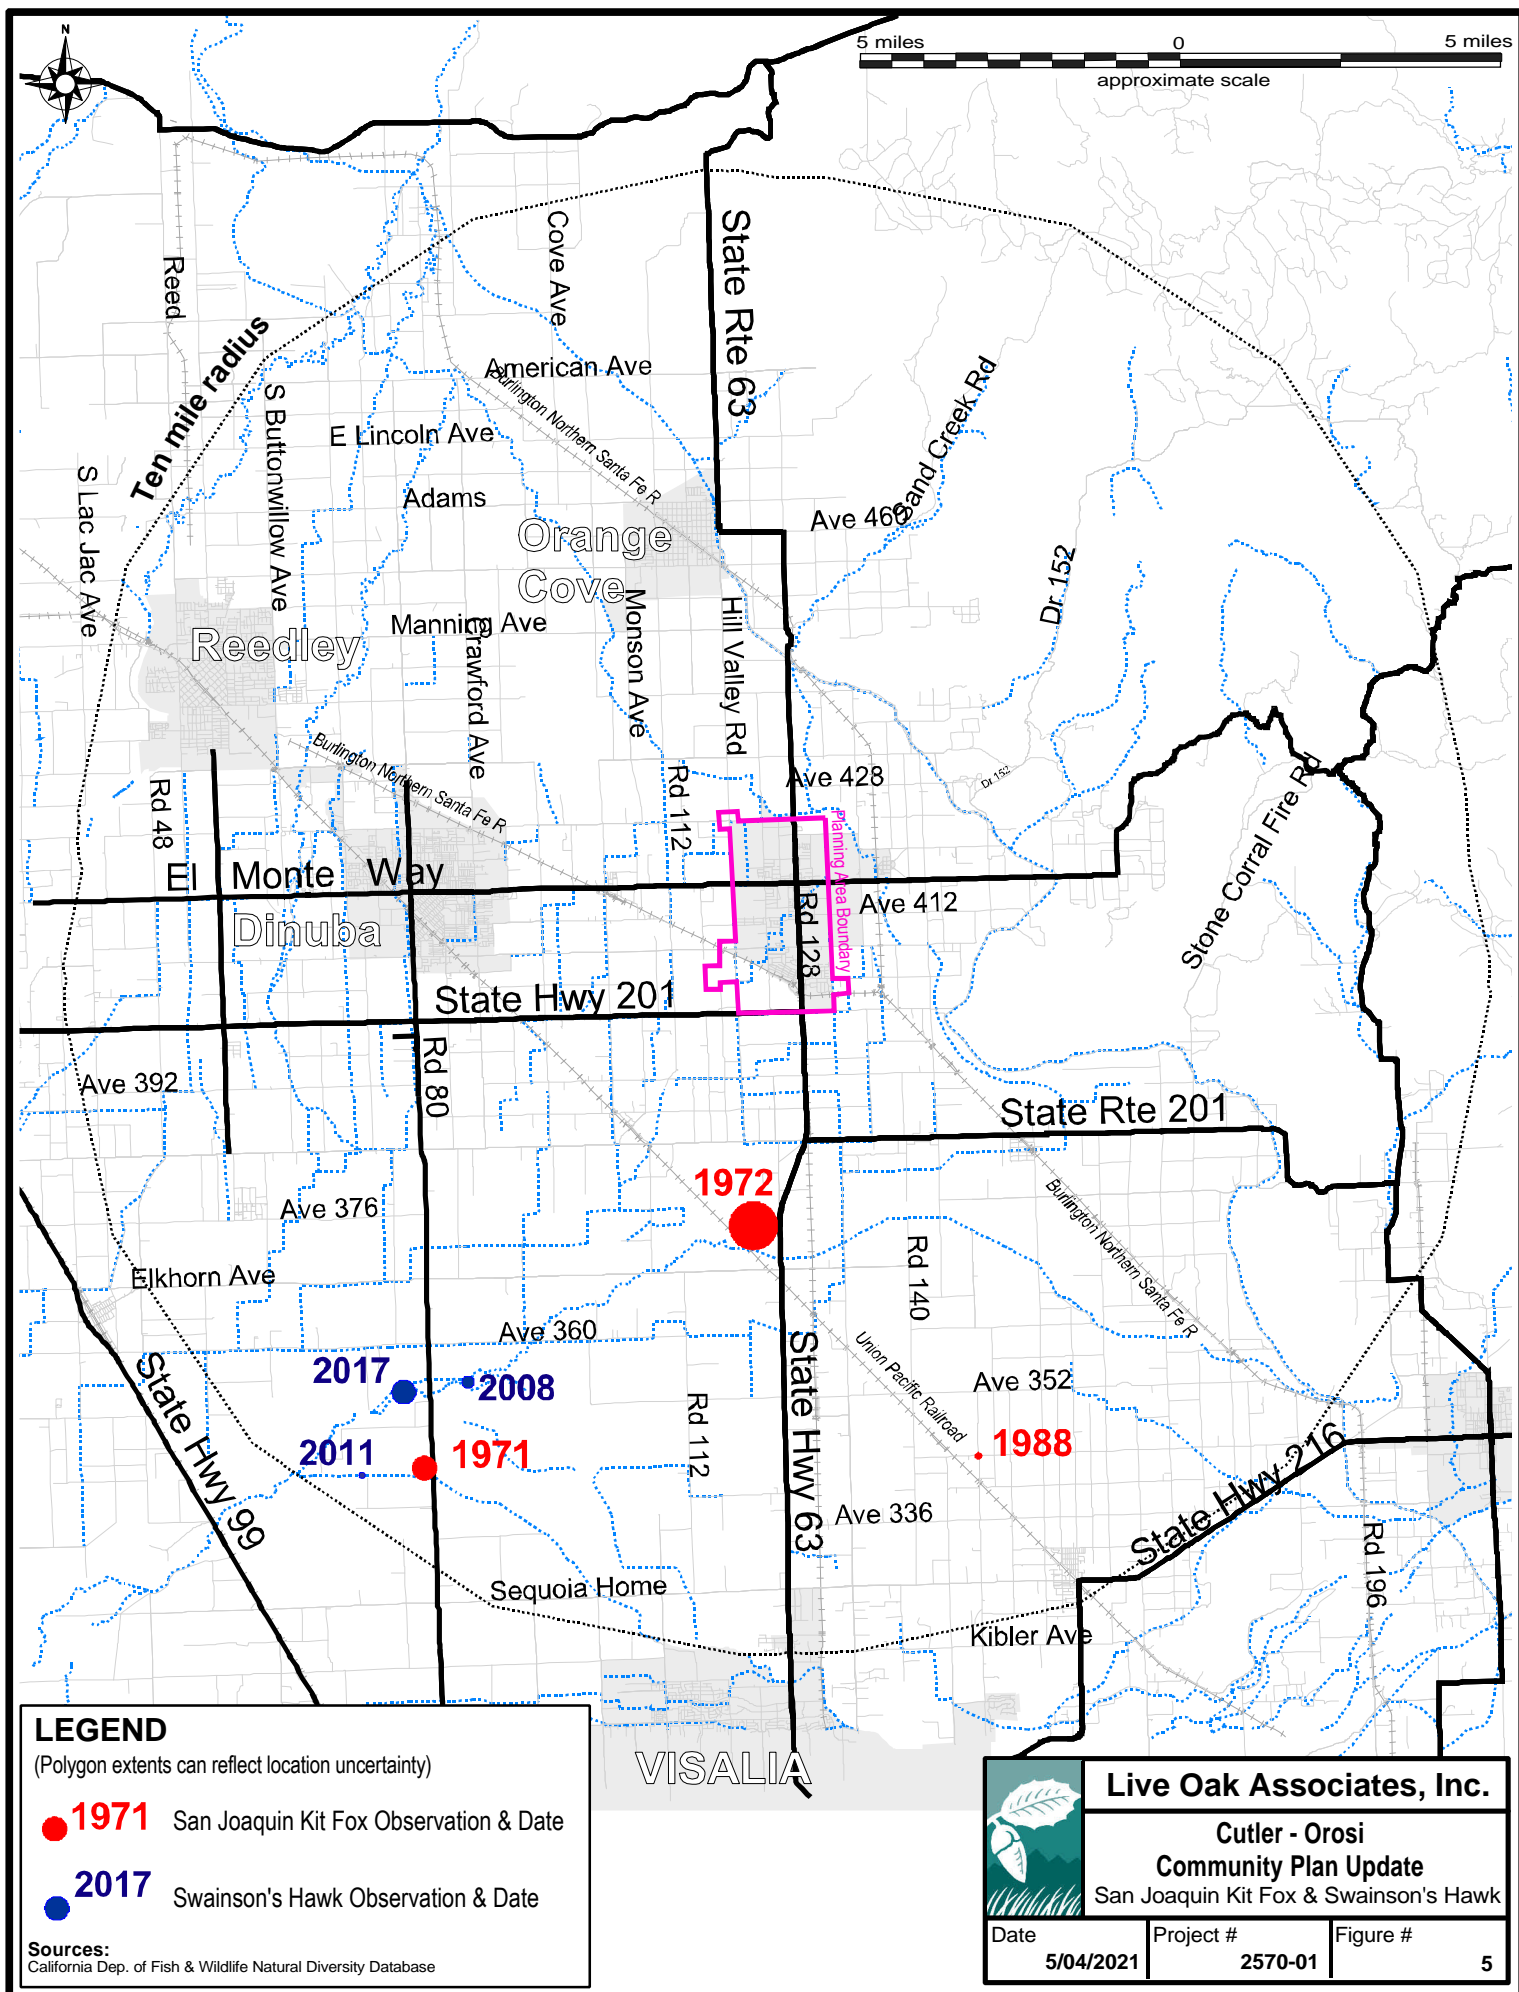 N
5 miles
0
5 miles
approximate scale
Reed
Cove Ave
State Rte 63
Ten mile radius
American Ave
Burlington Northern Santa Fe R
S Buttonwillow Ave
E Lincoln Ave
Sand Creek Rd
S Lac Jac Ave
Adams
Ave 460
Orange
Cove
Dr 152
Reedley
Manning Ave
Crawford Ave
Monson Ave
Hill Valley Rd
Burlington Northern Santa Fe R
Rd 48
Rd 112
Ave 428
Dr 152
Stone Corral Fire Rd
Planning Area Boundary
El Monte Way
Ave 412
Dinuba
Rd 128
State Hwy 201
Ave 392
Rd 80
State Rte 201
1972
Ave 376
Burlington Northern Santa Fe R
Elkhorn Ave
Rd 140
Ave 360
Union Pacific Railroad
State Hwy 99
2017
2008
State Hwy 63
Ave 352
Rd 112
2011
1971
1988
State Hwy 216
Ave 336
Rd 196
Sequoia Home
Kibler Ave
VISALIA
LEGEND
(Polygon extents can reflect location uncertainty)
1971 San Joaquin Kit Fox Observation & Date
2017 Swainson's Hawk Observation & Date
Sources:
California Dep. of Fish & Wildlife Natural Diversity Database
Live Oak Associates, Inc.
Cutler - Orosi
Community Plan Update
San Joaquin Kit Fox & Swainson's Hawk
Date
5/04/2021
Project #
2570-01
Figure #
5